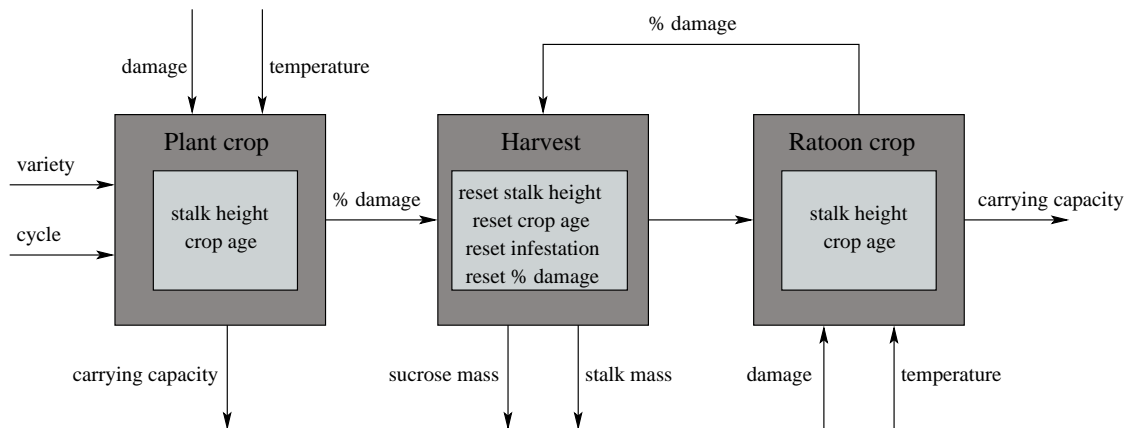 % damage
damage
temperature
Plant crop
Harvest
Ratoon crop
variety
cycle
stalk height
crop age
% damage
reset stalk height
reset crop age
reset infestation
reset % damage
stalk height
crop age
carrying capacity
carrying capacity
sucrose mass
stalk mass
damage
temperature